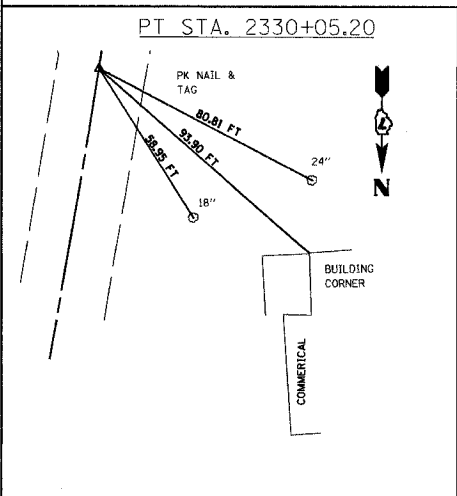 PT STA. 2330+05.20
PK NAIL &
TAG
80.81 FT
93.90 FT
58.95 FT
24"
18"
N
BUILDING
CORNER
COMMERICAL